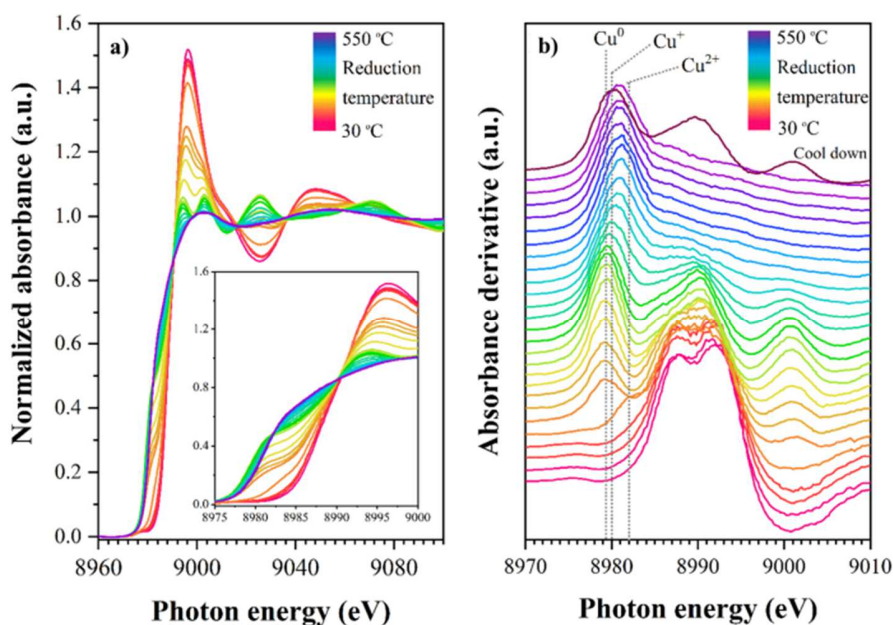 a)
550 °C
Reduction
temperature
30 °C
1.6
1.4
1.2
1.0
0.8
0.6
0.4
0.2
0.0
8960 9000 9040 9080
Normalized absorbance (a.u.)
Photon energy (eV)
1.6
1.2
0.8
0.4
0.0
8975 8980 8985 8990 8995 9000
b)
Cu⁰
Cu⁺
Cu²⁺
550 °C
Reduction
temperature
30 °C
Cool down
Absorbance derivative (a.u.)
8970 8980 8990 9000 9010
Photon energy (eV)